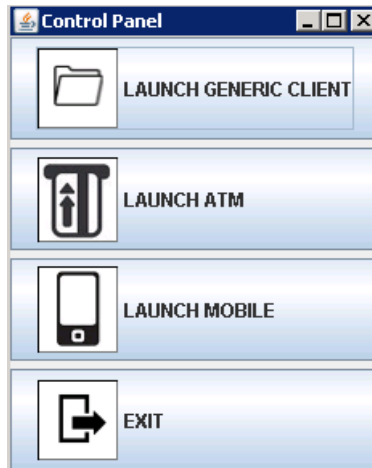 Control Panel
LAUNCH GENERIC CLIENT
LAUNCH ATM
LAUNCH MOBILE
EXIT